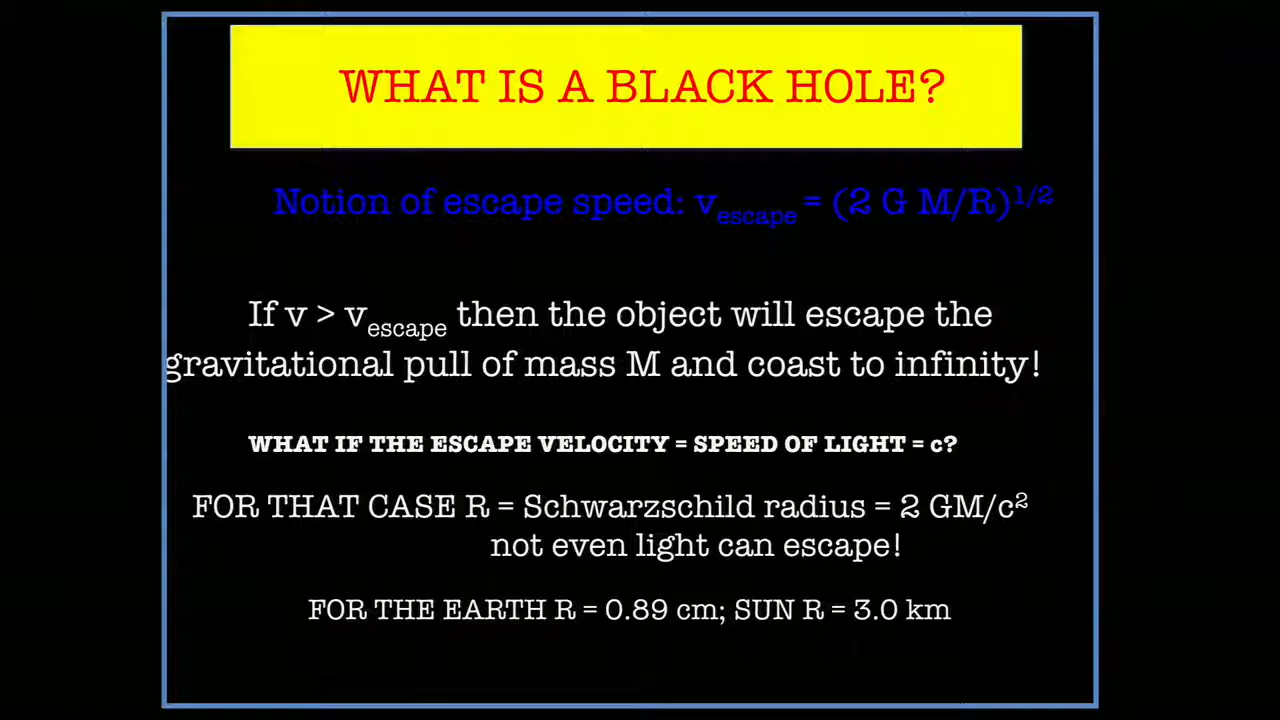 WHAT IS A BLACK HOLE?
Notion of escape speed: v_escape = (2 G M/R)^1/2
If v > v_escape then the object will escape the
gravitational pull of mass M and coast to infinity!
WHAT IF THE ESCAPE VELOCITY = SPEED OF LIGHT = c?
FOR THAT CASE R = Schwarzschild radius = 2 GM/c²
not even light can escape!
FOR THE EARTH R = 0.89 cm; SUN R = 3.0 km